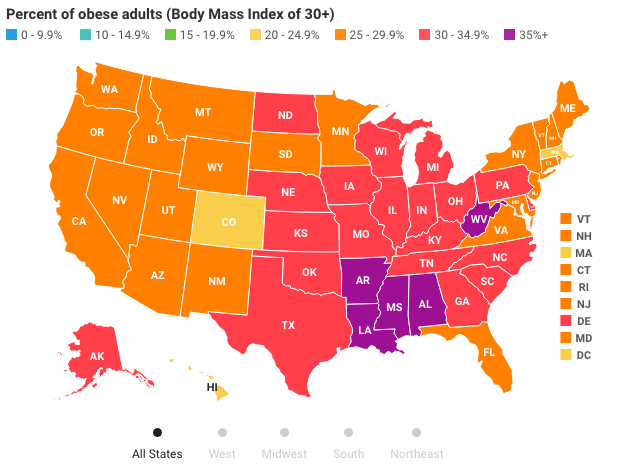 Percent of obese adults (Body Mass Index of 30+)
0 - 9.9% 10 - 14.9% 15 - 19.9% 20 - 24.9% 25 - 29.9% 30 - 34.9% 35%+
WA
MT
ND
MN
ME
OR
ID
SD
WI
VT
NH
NY
MA
CT
WY
MI
PA
NJ
NV
UT
CO
NE
IA
IL
IN
OH
MD
CA
KS
MO
KY
WV
VA
AZ
NM
OK
AR
TN
NC
SC
TX
LA
MS
AL
GA
FL
AK
HI
VT
NH
MA
CT
RI
NJ
DE
MD
DC
All States West Midwest South Northeast